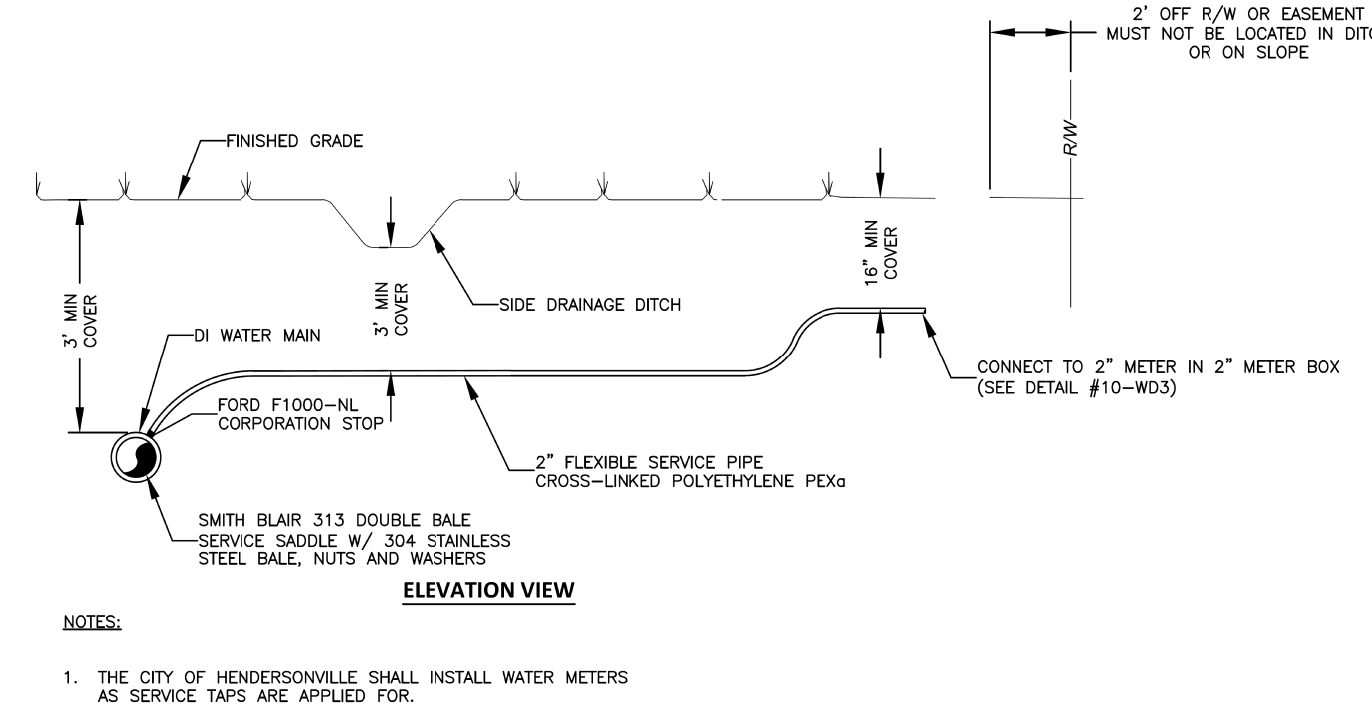 2' OFF R/W OR EASEMENT
MUST NOT BE LOCATED IN
OR ON SLOPE
R/W
FINISHED GRADE
3' MIN
COVER
3' MIN
COVER
16" MIN
COVER
SIDE DRAINAGE DITCH
DI WATER MAIN
CONNECT TO 2" METER IN 2" METER BOX
(SEE DETAIL #10-WD3)
FORD F1000-NL
CORPORATION STOP
2" FLEXIBLE SERVICE PIPE
CROSS-LINKED POLYETHYLENE PEXa
SMITH BLAIR 313 DOUBLE BALE
SERVICE SADDLE W/ 304 STAINLESS
STEEL BALE, NUTS AND WASHERS
ELEVATION VIEW
NOTES:
1. THE CITY OF HENDERSONVILLE SHALL INSTALL WATER METERS
AS SERVICE TAPS ARE APPLIED FOR.